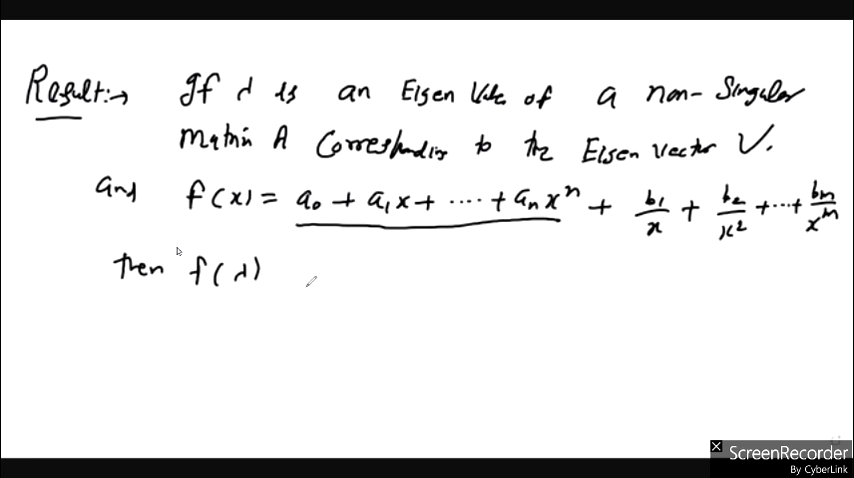 Result:→ If λ is an Eigen Value of a non-Singular
Matrix A Corresponding to the Eigen Vector V.
and f(x) = a₀ + a₁x + ···· + aₙxⁿ + b₁/x + b₂/x² + ··· + bₘ/xᵐ
then f(λ)
ScreenRecorder
By CyberLink